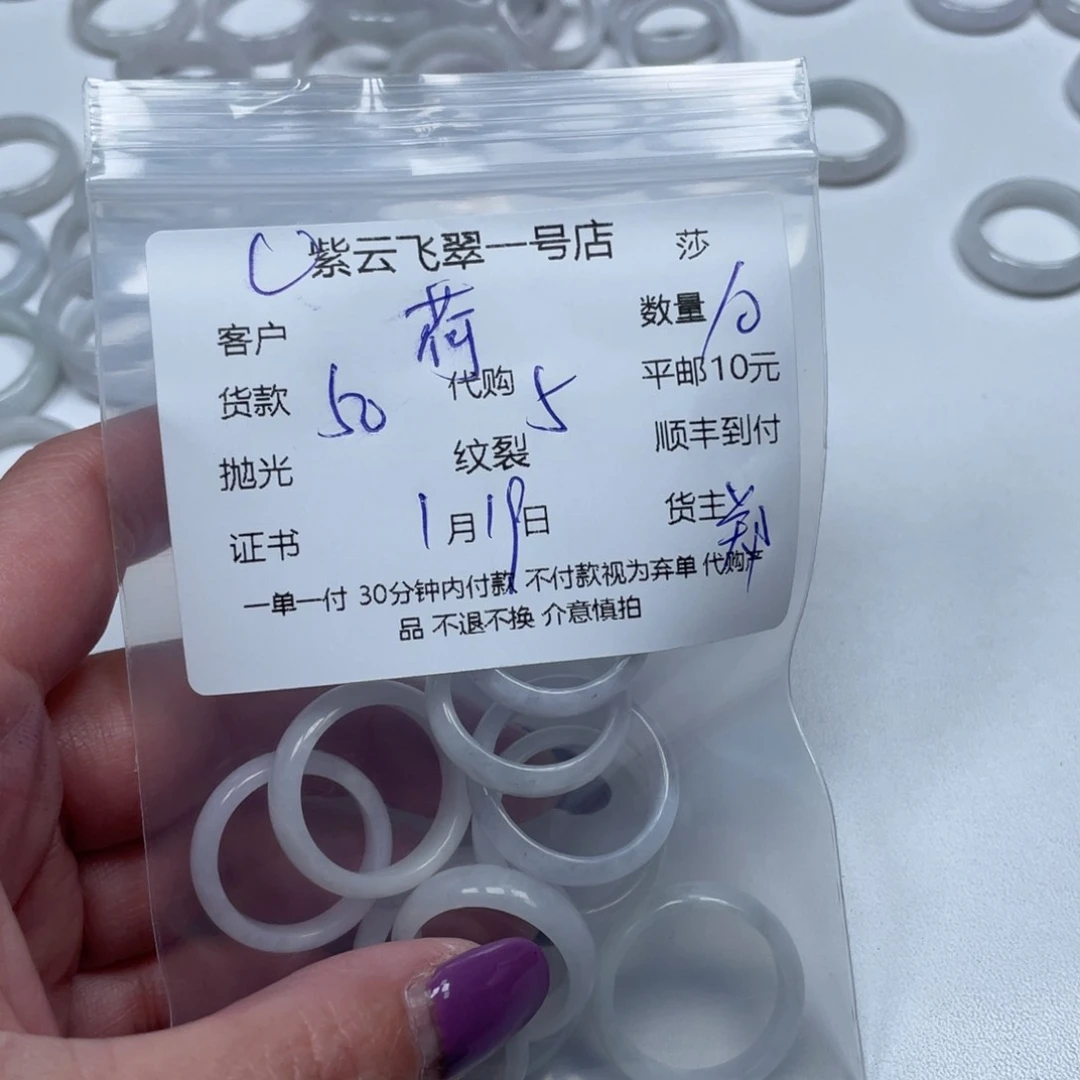 紫云飞翠一号店 莎
客户 荷 数量 10
货款 50 代购 5 平邮10元
抛光 纹裂 顺丰到付
证书 1月19日 货主
一单一付 30分钟内付款 不付款视为弃单 代购产
品 不退不换 介意慎拍